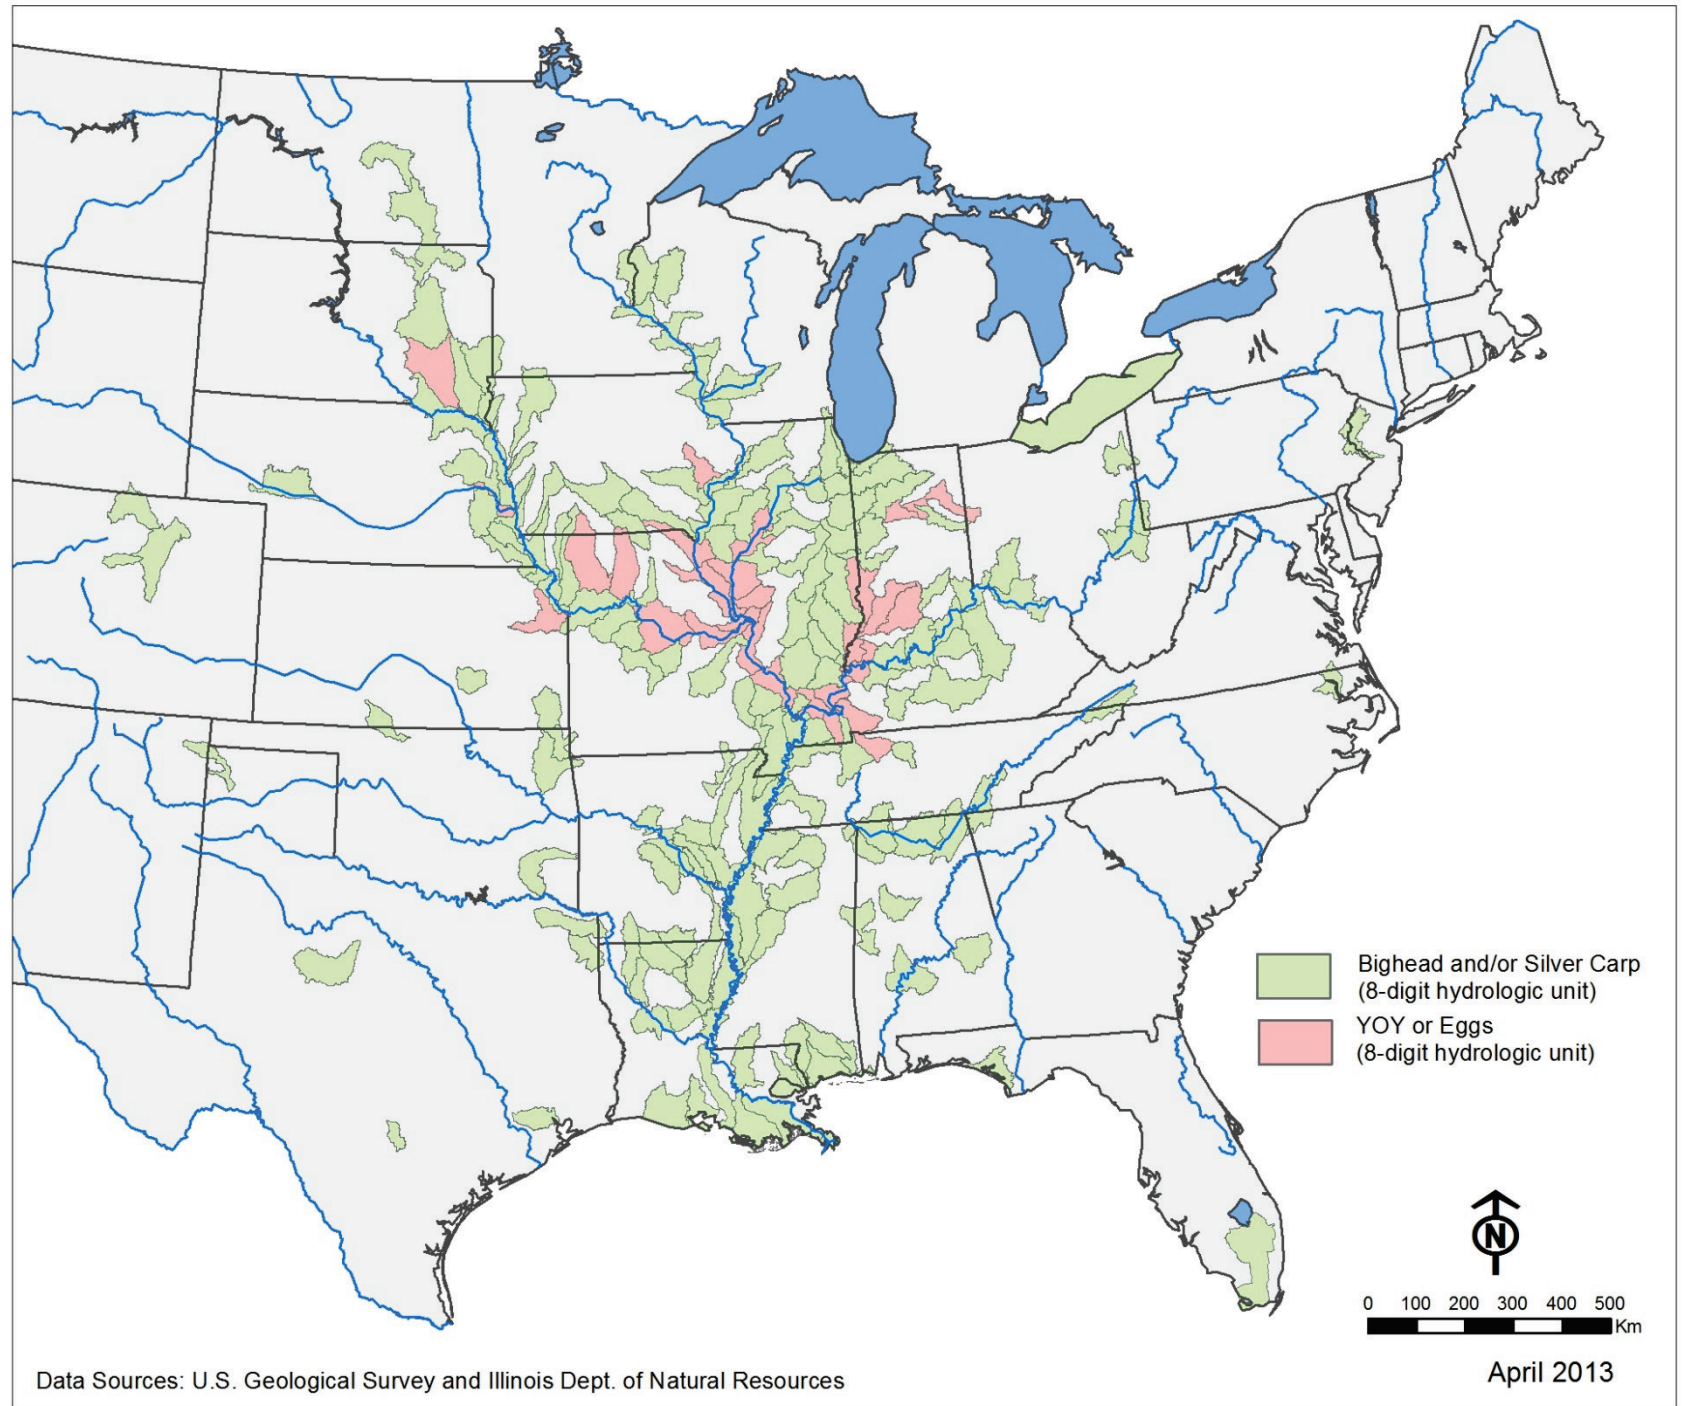 Bighead and/or Silver Carp
(8-digit hydrologic unit)
YOY or Eggs
(8-digit hydrologic unit)
N
0 100 200 300 400 500
Km
April 2013
Data Sources: U.S. Geological Survey and Illinois Dept. of Natural Resources